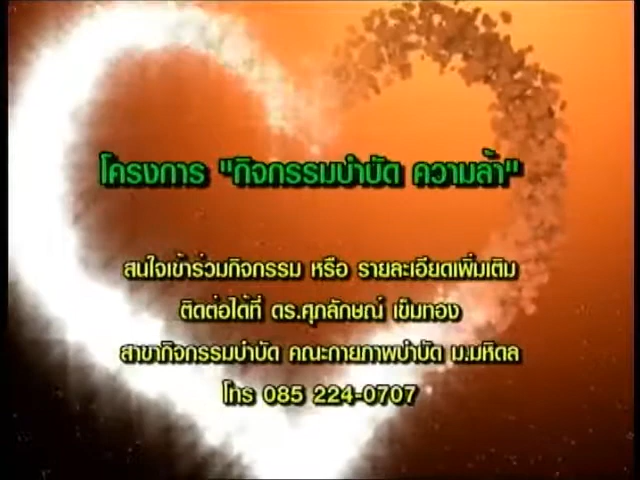 โครงการ "กิจกรรมบำบัด ความล้า"
สนใจเข้าร่วมกิจกรรม หรือ รายละเอียดเพิ่มเติม
ติดต่อได้ที่ ดร.ศุภลักษณ์ เข็มทอง
สาขากิจกรรมบำบัด คณะกายภาพบำบัด ม.มหิดล
โทร 085 224-0707